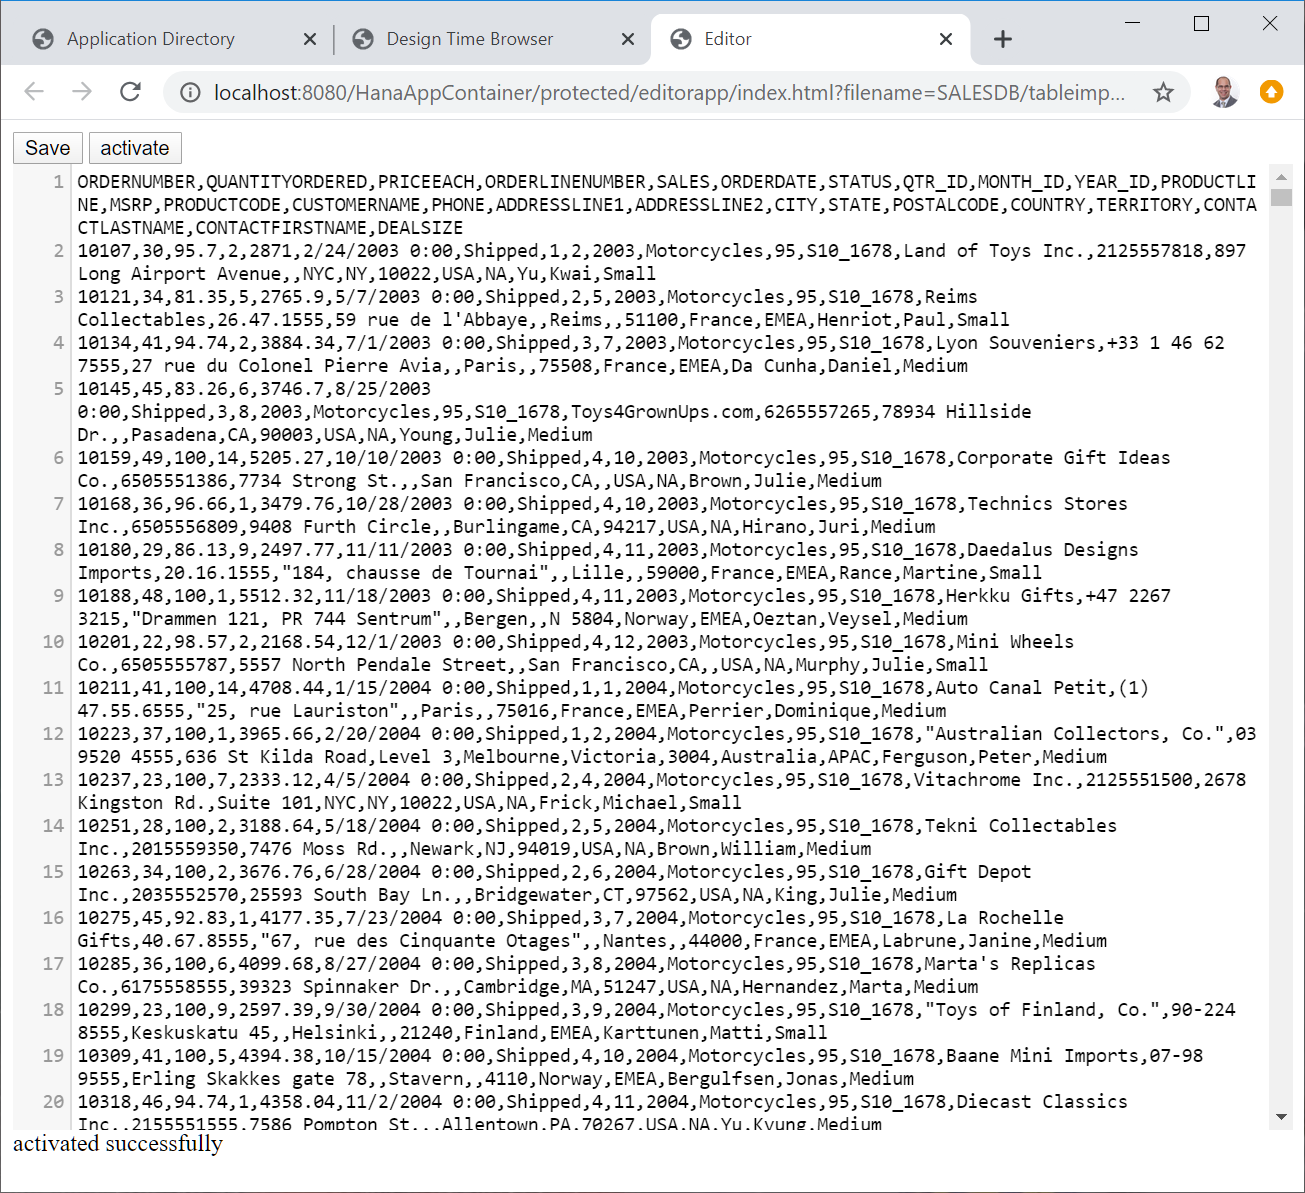 Application Directory
Design Time Browser
Editor
localhost:8080/HanaAppContainer/protected/editorapp/index.html?filename=SALESDB/tableimp...
Save activate
1 ORDERNUMBER,QUANTITYORDERED,PRICEEACH,ORDERLINENUMBER,SALES,ORDERDATE,STATUS,QTR_ID,MONTH_ID,YEAR_ID,PRODUCTLI
NE,MSRP,PRODUCTCODE,CUSTOMERNAME,PHONE,ADDRESSLINE1,ADDRESSLINE2,CITY,STATE,POSTALCODE,COUNTRY,TERRITORY,CONTA
CTLASTNAME,CONTACTFIRSTNAME,DEALSIZE
2 10107,30,95.7,2,2871,2/24/2003 0:00,Shipped,1,2,2003,Motorcycles,95,S10_1678,Land of Toys Inc.,2125557818,897
Long Airport Avenue,,NYC,NY,10022,USA,NA,Yu,Kwai,Small
3 10121,34,81.35,5,2765.9,5/7/2003 0:00,Shipped,2,5,2003,Motorcycles,95,S10_1678,Reims
Collectables,26.47.1555,59 rue de l'Abbaye,,Reims,,51100,France,EMEA,Henriot,Paul,Small
4 10134,41,94.74,2,3884.34,7/1/2003 0:00,Shipped,3,7,2003,Motorcycles,95,S10_1678,Lyon Souveniers,+33 1 46 62
7555,27 rue du Colonel Pierre Avia,,Paris,,75508,France,EMEA,Da Cunha,Daniel,Medium
5 10145,45,83.26,6,3746.7,8/25/2003
0:00,Shipped,3,8,2003,Motorcycles,95,S10_1678,Toys4GrownUps.com,6265557265,78934 Hillside
Dr.,,Pasadena,CA,90003,USA,NA,Young,Julie,Medium
6 10159,49,100,14,5205.27,10/10/2003 0:00,Shipped,4,10,2003,Motorcycles,95,S10_1678,Corporate Gift Ideas
Co.,6505551386,7734 Strong St.,,San Francisco,CA,,USA,NA,Brown,Julie,Medium
7 10168,36,96.66,1,3479.76,10/28/2003 0:00,Shipped,4,10,2003,Motorcycles,95,S10_1678,Technics Stores
Inc.,6505556809,9408 Furth Circle,,Burlingame,CA,94217,USA,NA,Hirano,Juri,Medium
8 10180,29,86.13,9,2497.77,11/11/2003 0:00,Shipped,4,11,2003,Motorcycles,95,S10_1678,Daedalus Designs
Imports,20.16.1555,"184, chausse de Tournai",,Lille,,59000,France,EMEA,Rance,Martine,Small
9 10188,48,100,1,5512.32,11/18/2003 0:00,Shipped,4,11,2003,Motorcycles,95,S10_1678,Herkku Gifts,+47 2267
3215,"Drammen 121, PR 744 Sentrum",,Bergen,,N 5804,Norway,EMEA,Oeztan,Veysel,Medium
10 10201,22,98.57,2,2168.54,12/1/2003 0:00,Shipped,4,12,2003,Motorcycles,95,S10_1678,Mini Wheels
Co.,6505555787,5557 North Pendale Street,,San Francisco,CA,,USA,NA,Murphy,Julie,Small
11 10211,41,100,14,4708.44,1/15/2004 0:00,Shipped,1,1,2004,Motorcycles,95,S10_1678,Auto Canal Petit,(1)
47.55.6555,"25, rue Lauriston",,Paris,,75016,France,EMEA,Perrier,Dominique,Medium
12 10223,37,100,1,3965.66,2/20/2004 0:00,Shipped,1,2,2004,Motorcycles,95,S10_1678,"Australian Collectors, Co.",03
9520 4555,636 St Kilda Road,Level 3,Melbourne,Victoria,3004,Australia,APAC,Ferguson,Peter,Medium
13 10237,23,100,7,2333.12,4/5/2004 0:00,Shipped,2,4,2004,Motorcycles,95,S10_1678,Vitachrome Inc.,2125551500,2678
Kingston Rd.,Suite 101,NYC,NY,10022,USA,NA,Frick,Michael,Small
14 10251,28,100,2,3188.64,5/18/2004 0:00,Shipped,2,5,2004,Motorcycles,95,S10_1678,Tekni Collectables
Inc.,2015559350,7476 Moss Rd.,,Newark,NJ,94019,USA,NA,Brown,William,Medium
15 10263,34,100,2,3676.76,6/28/2004 0:00,Shipped,2,6,2004,Motorcycles,95,S10_1678,Gift Depot
Inc.,2035552570,25593 South Bay Ln.,,Bridgewater,CT,97562,USA,NA,King,Julie,Medium
16 10275,45,92.83,1,4177.35,7/23/2004 0:00,Shipped,3,7,2004,Motorcycles,95,S10_1678,La Rochelle
Gifts,40.67.8555,"67, rue des Cinquante Otages",,Nantes,,44000,France,EMEA,Labrune,Janine,Medium
17 10285,36,100,6,4099.68,8/27/2004 0:00,Shipped,3,8,2004,Motorcycles,95,S10_1678,Marta's Replicas
Co.,6175558555,39323 Spinnaker Dr.,,Cambridge,MA,51247,USA,NA,Hernandez,Marta,Medium
18 10299,23,100,9,2597.39,9/30/2004 0:00,Shipped,3,9,2004,Motorcycles,95,S10_1678,"Toys of Finland, Co.",90-224
8555,Keskuskatu 45,,Helsinki,,21240,Finland,EMEA,Karttunen,Matti,Small
19 10309,41,100,5,4394.38,10/15/2004 0:00,Shipped,4,10,2004,Motorcycles,95,S10_1678,Baane Mini Imports,07-98
9555,Erling Skakkes gate 78,,Stavern,,4110,Norway,EMEA,Bergulfsen,Jonas,Medium
20 10318,46,94.74,1,4358.04,11/2/2004 0:00,Shipped,4,11,2004,Motorcycles,95,S10_1678,Diecast Classics
Inc.,2155551555,7586 Pompton St.,,Allentown,PA,70267,USA,NA,Yu,Kyung,Medium
activated successfully